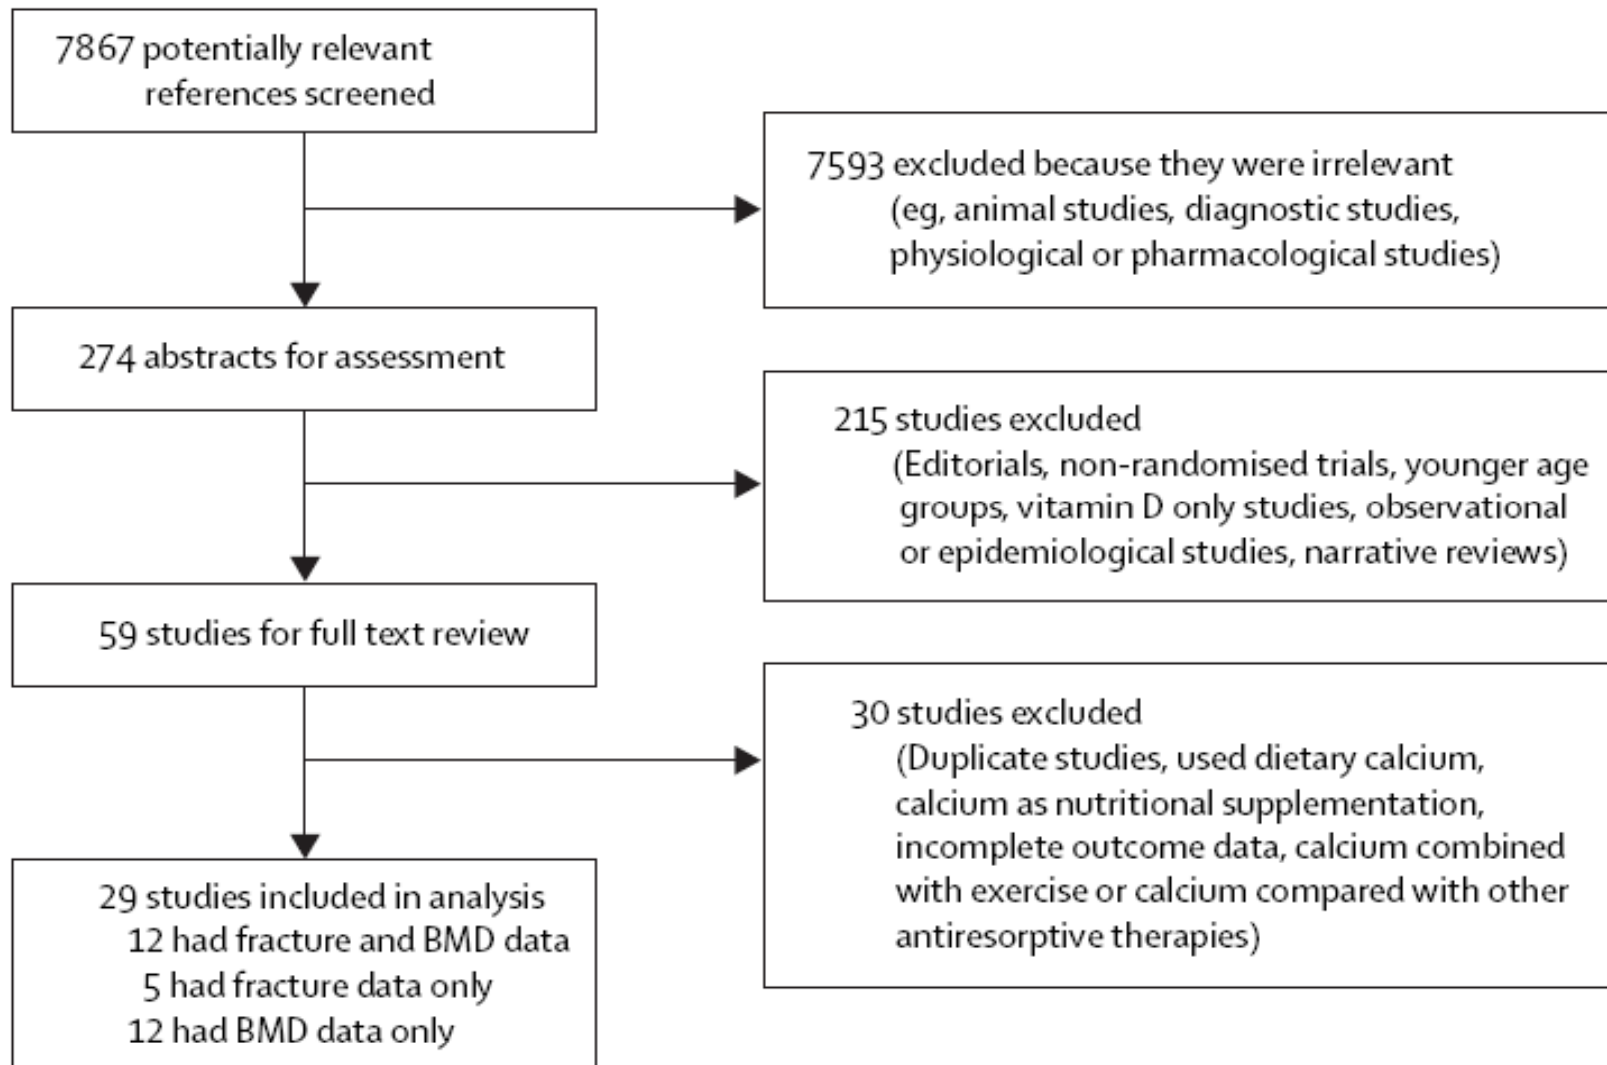 7867 potentially relevant
references screened
7593 excluded because they were irrelevant
(eg, animal studies, diagnostic studies,
physiological or pharmacological studies)
274 abstracts for assessment
215 studies excluded
(Editorials, non-randomised trials, younger age
groups, vitamin D only studies, observational
or epidemiological studies, narrative reviews)
59 studies for full text review
30 studies excluded
(Duplicate studies, used dietary calcium,
calcium as nutritional supplementation,
incomplete outcome data, calcium combined
with exercise or calcium compared with other
antiresorptive therapies)
29 studies included in analysis
12 had fracture and BMD data
5 had fracture data only
12 had BMD data only